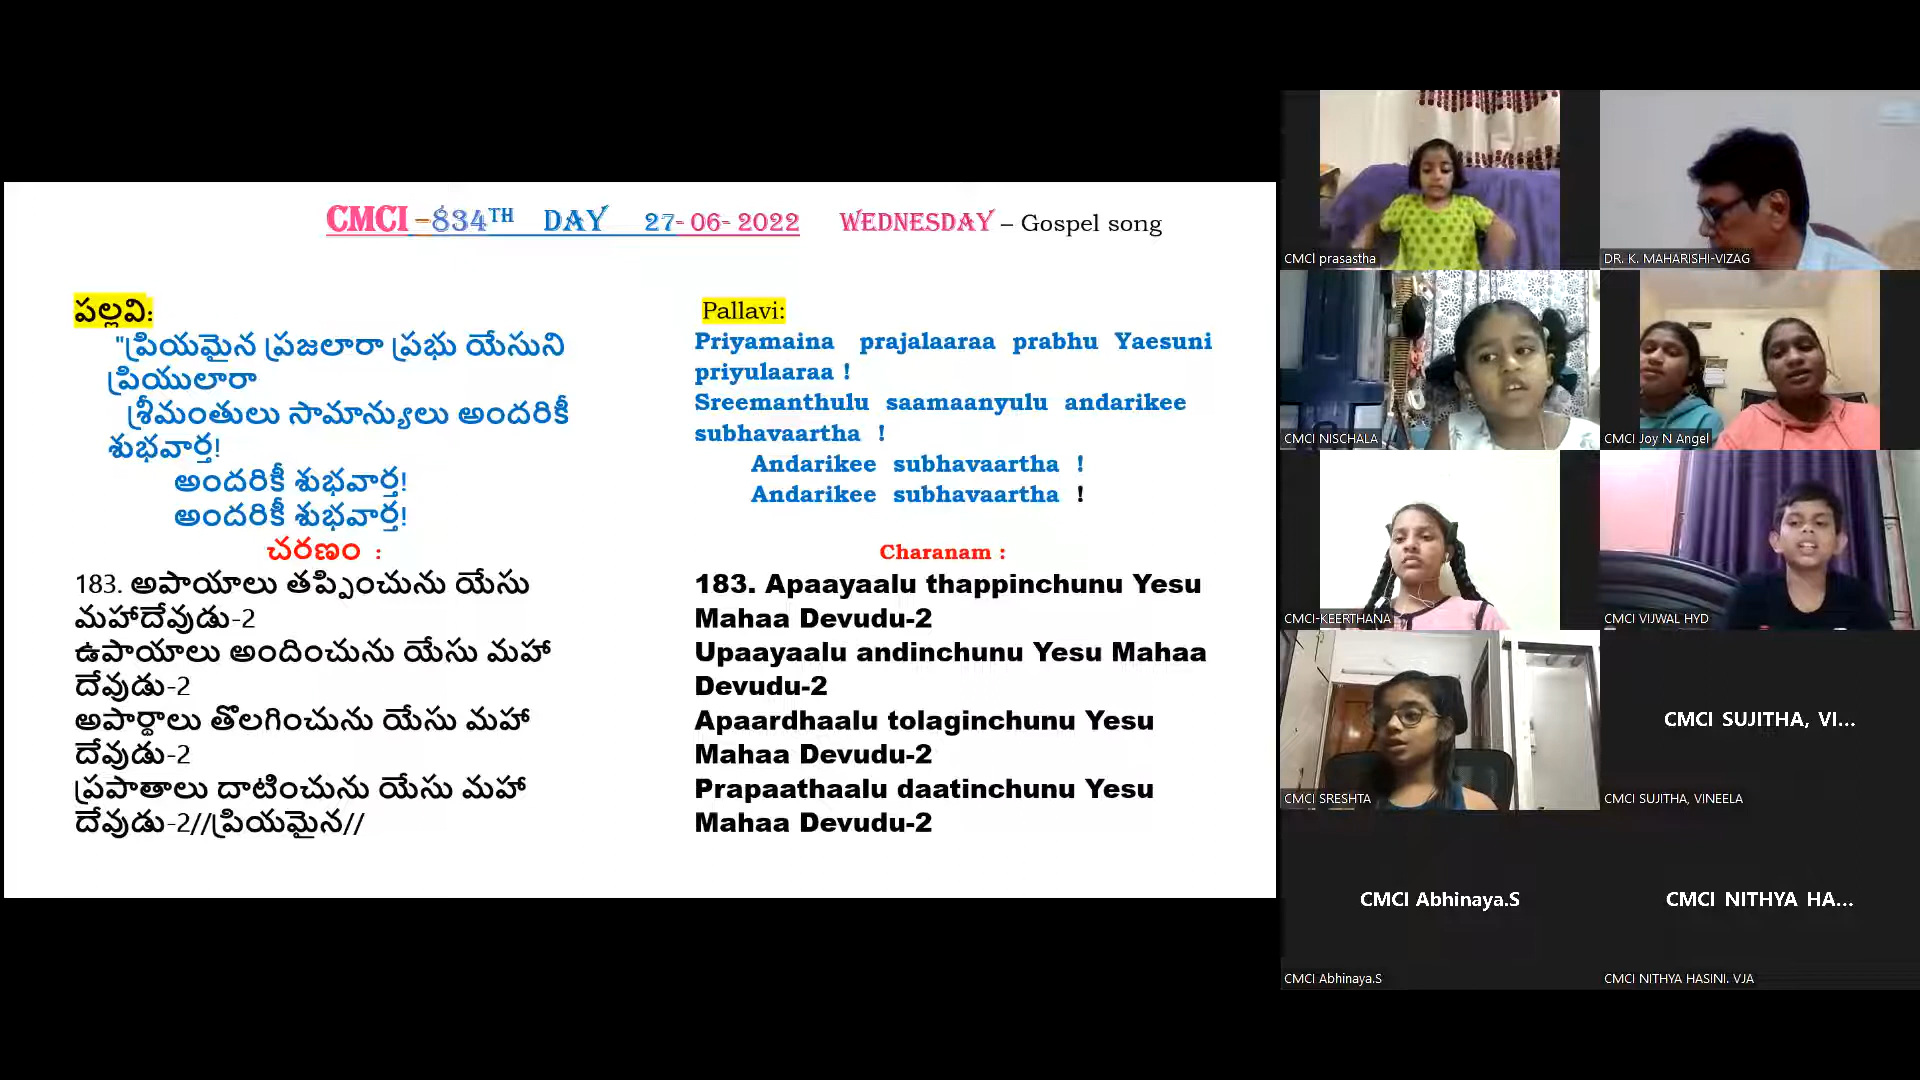 CMCI –834TH DAY 27- 06- 2022 WEDNESDAY – Gospel song
పల్లవి:
"ప్రియమైన ప్రజలారా ప్రభు యేసుని
ప్రియులారా
శ్రీమంతులు సామాన్యులు అందరికీ
శుభవార్త!
అందరికీ శుభవార్త!
అందరికీ శుభవార్త!
చరణం :
183. అపాయాలు తప్పించును యేసు
మహాదేవుడు-2
ఉపాయాలు అందించును యేసు మహా
దేవుడు-2
అపార్థాలు తొలగించును యేసు మహా
దేవుడు-2
ప్రపాతాలు దాటించును యేసు మహా
దేవుడు-2//ప్రియమైన//
Pallavi:
Priyamaina prajalaaraa prabhu Yaesuni
priyulaaraa !
Sreemanthulu saamaanyulu andarikee
subhavaartha !
Andarikee subhavaartha !
Andarikee subhavaartha !
Charanam :
183. Apaayaalu thappinchunu Yesu
Mahaa Devudu-2
Upaayaalu andinchunu Yesu Mahaa
Devudu-2
Apaardhaalu tolaginchunu Yesu
Mahaa Devudu-2
Prapaathaalu daatinchunu Yesu
Mahaa Devudu-2
CMCI prasastha
DR. K. MAHARISHI-VIZAG
CMCI NISCHALA
CMCI Joy N Angel
CMCI-KEERTHANA
CMCI VIJWAL HYD
CMCI SRESHTA
CMCI SUJITHA, VI...
CMCI SUJITHA, VINEELA
CMCI Abhinaya.S
CMCI Abhinaya.S
CMCI NITHYA HA...
CMCI NITHYA HASINI. VJA